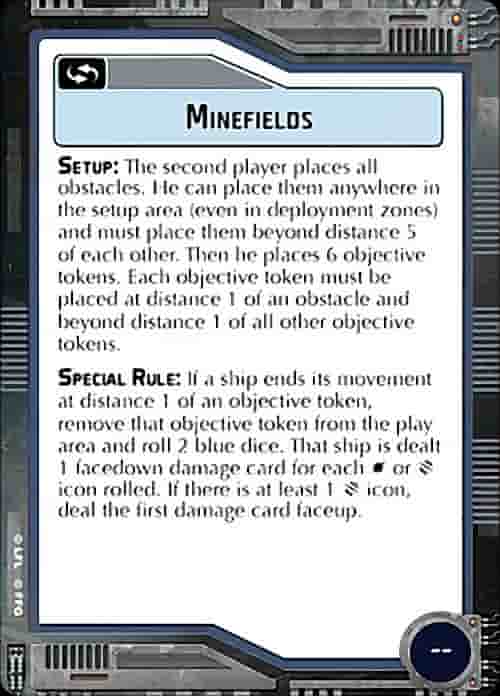 Minefields
Setup: The second player places all
obstacles. He can place them anywhere in
the setup area (even in deployment zones)
and must place them beyond distance 5
of each other. Then he places 6 objective
tokens. Each objective token must be
placed at distance 1 of an obstacle and
beyond distance 1 of all other objective
tokens.
Special Rule: If a ship ends its movement
at distance 1 of an objective token,
remove that objective token from the play
area and roll 2 blue dice. That ship is dealt
1 facedown damage card for each or
icon rolled. If there is at least 1 icon,
deal the first damage card faceup.
--
© LFL © FFG